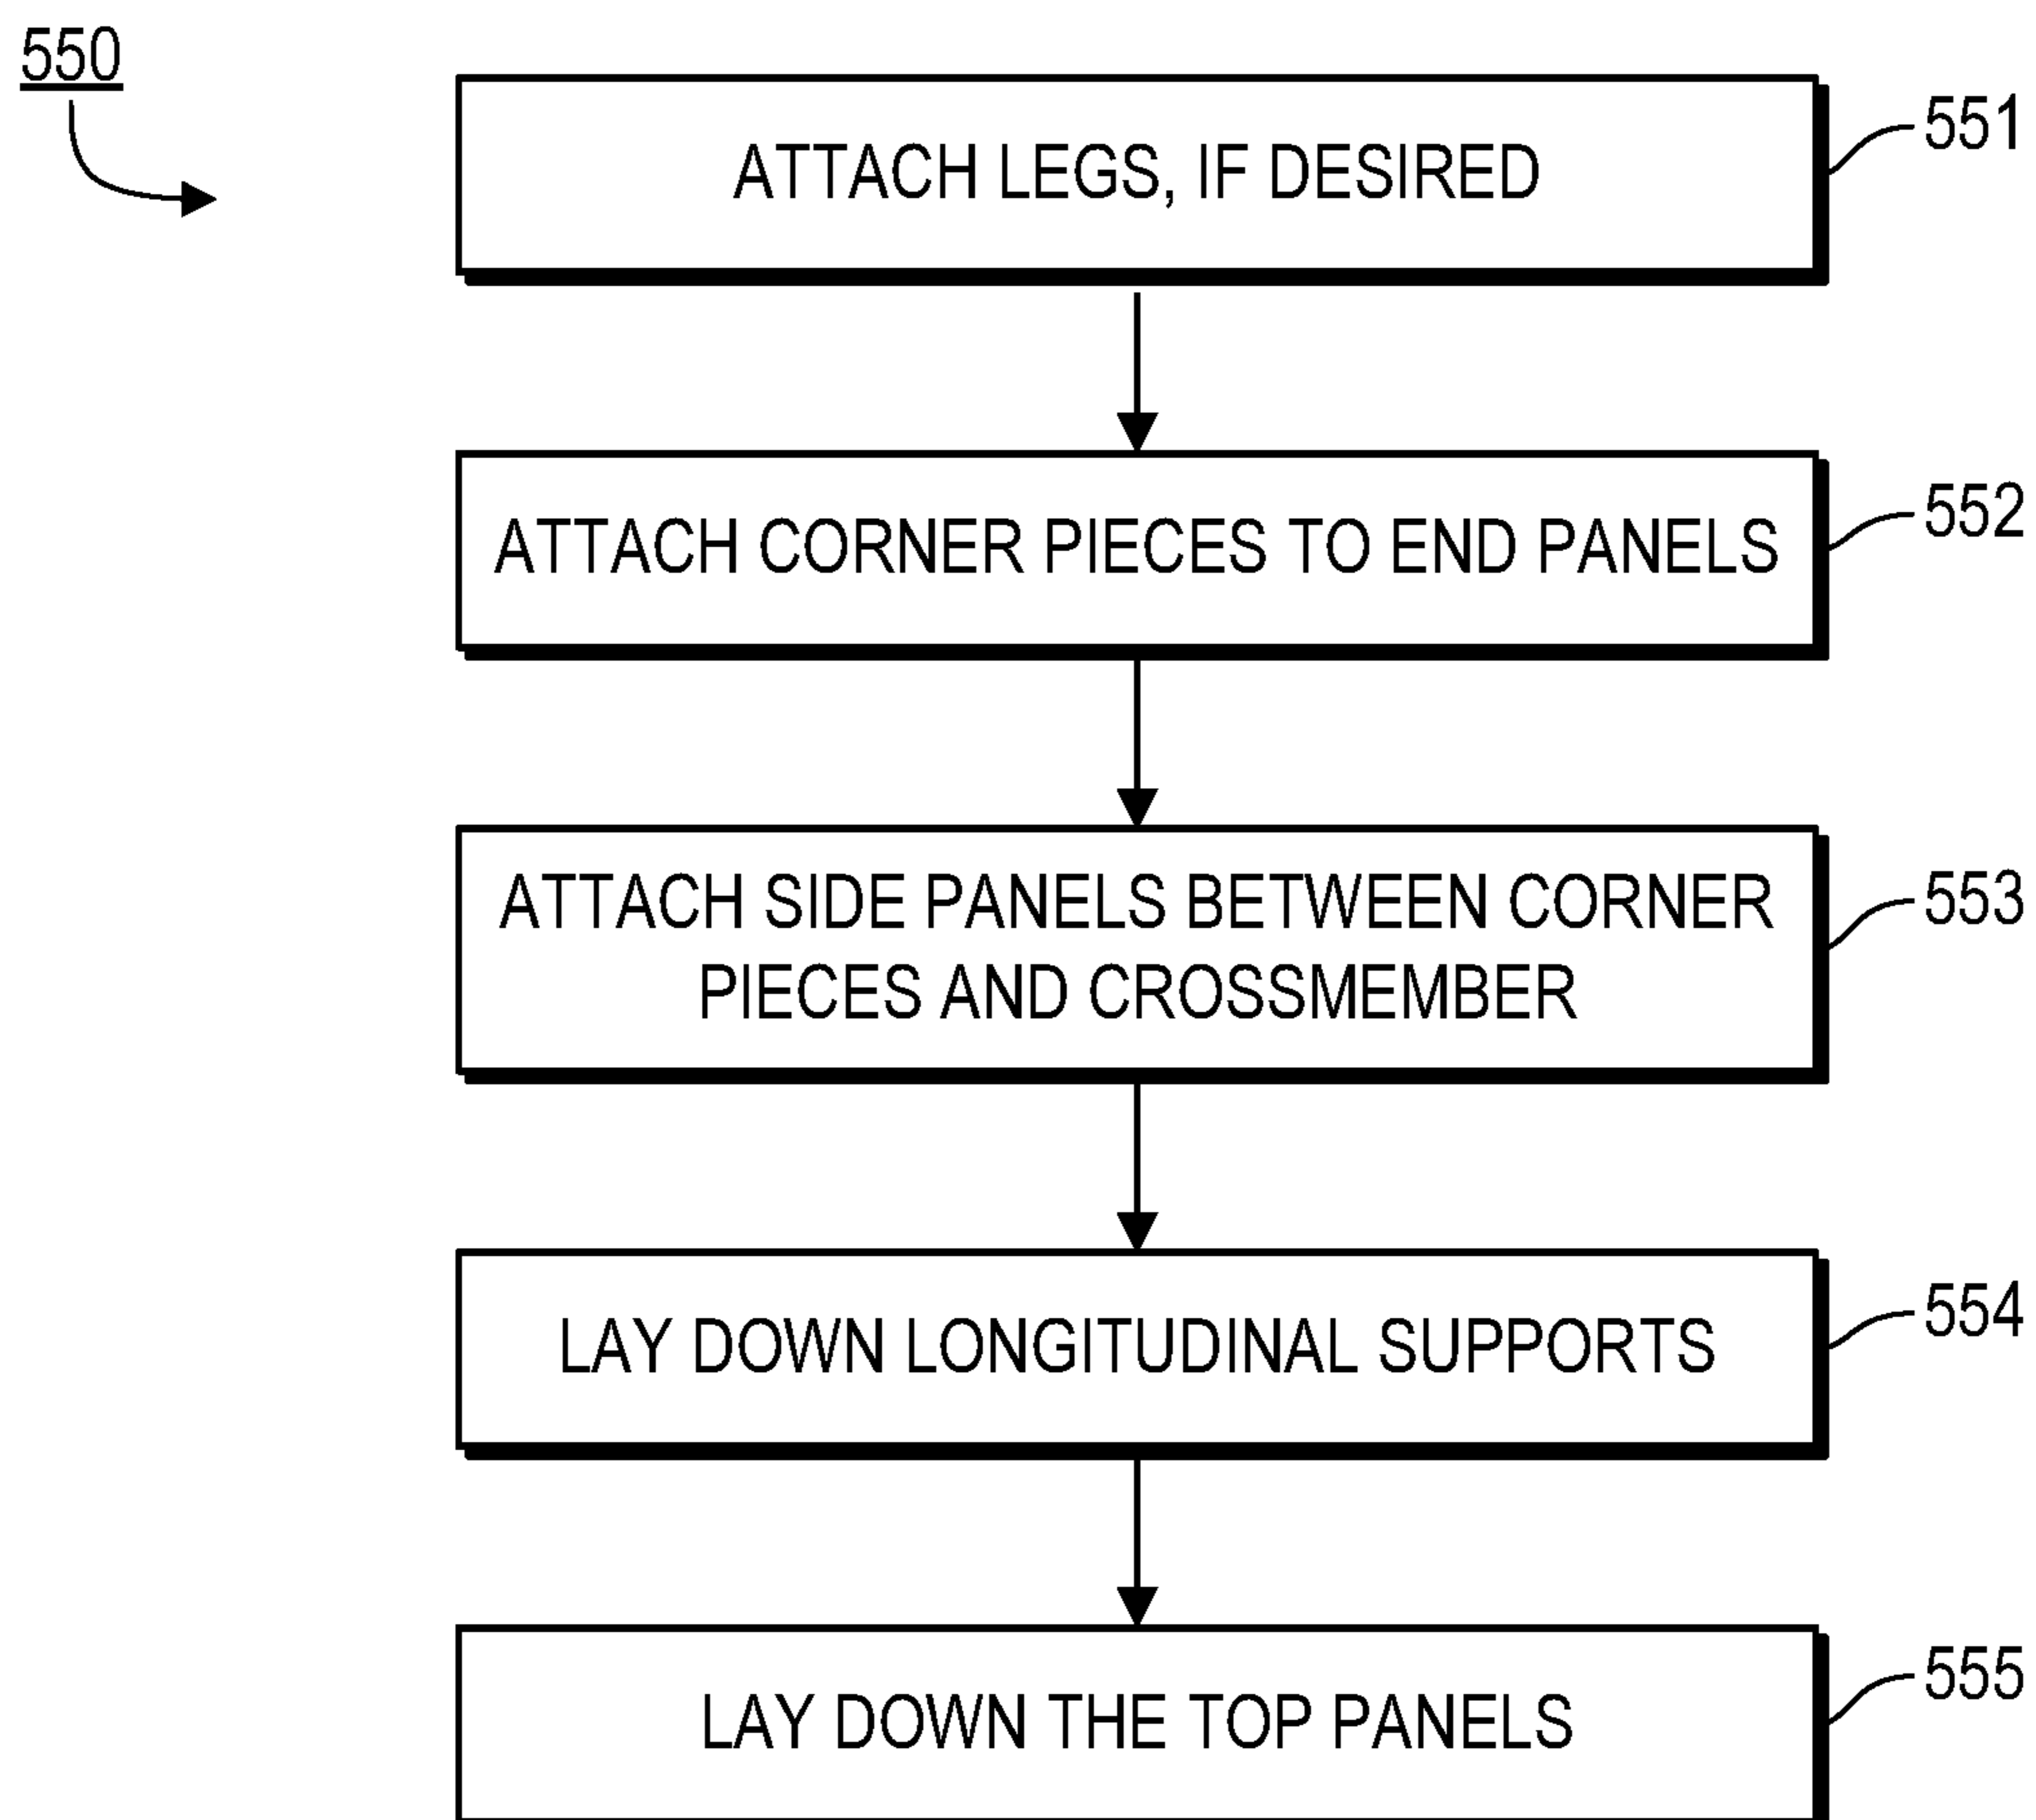 550
ATTACH LEGS, IF DESIRED
551
ATTACH CORNER PIECES TO END PANELS
552
ATTACH SIDE PANELS BETWEEN CORNER
PIECES AND CROSSMEMBER
553
LAY DOWN LONGITUDINAL SUPPORTS
554
LAY DOWN THE TOP PANELS
555